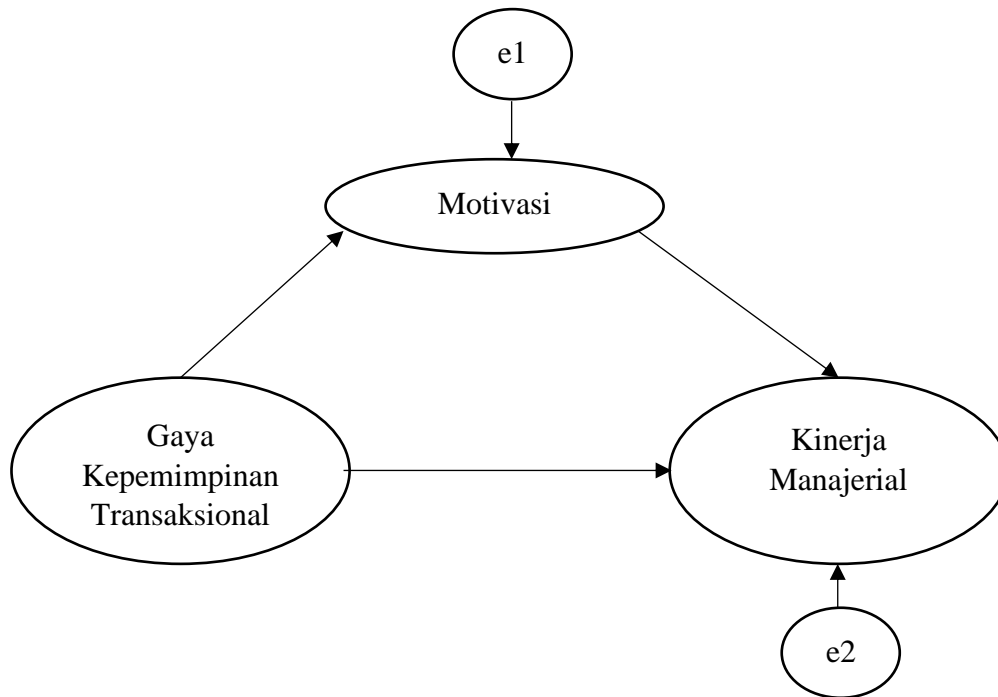 e1
Motivasi
Gaya
Kepemimpinan
Transaksional
Kinerja
Manajerial
e2